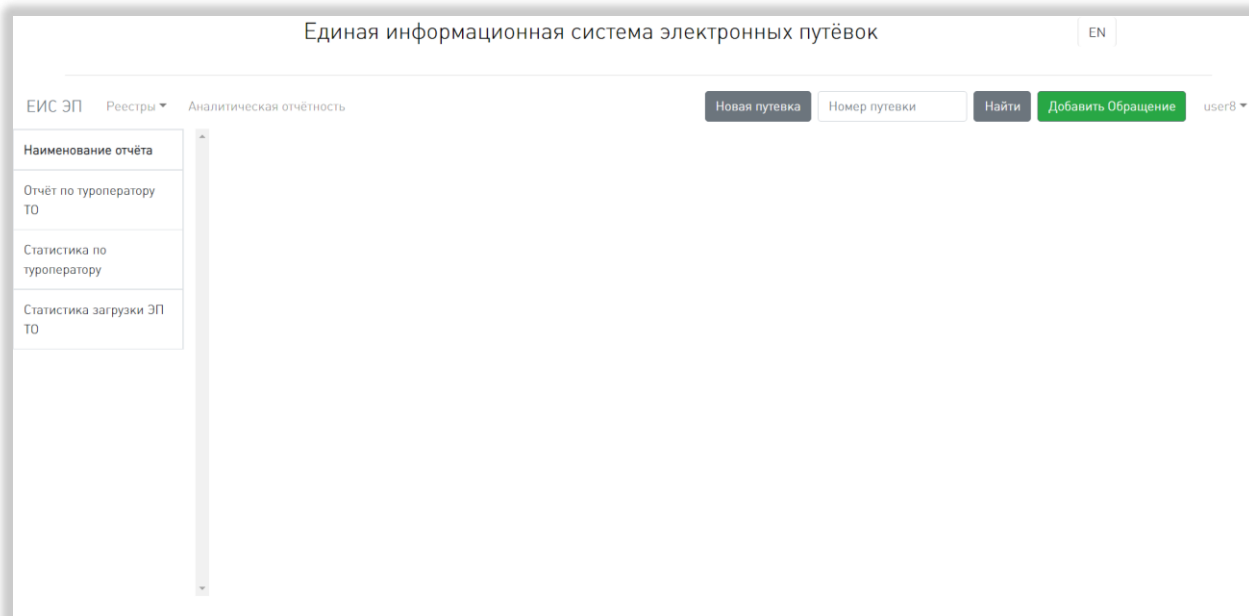 Единая информационная система электронных путёвок
EN
ЕИС ЭП Реестры Аналитическая отчётность Новая путевка Номер путевки Найти Добавить Обращение user8
Наименование отчёта
Отчёт по туроператору
ТО
Статистика по
туроператору
Статистика загрузки ЭП
ТО